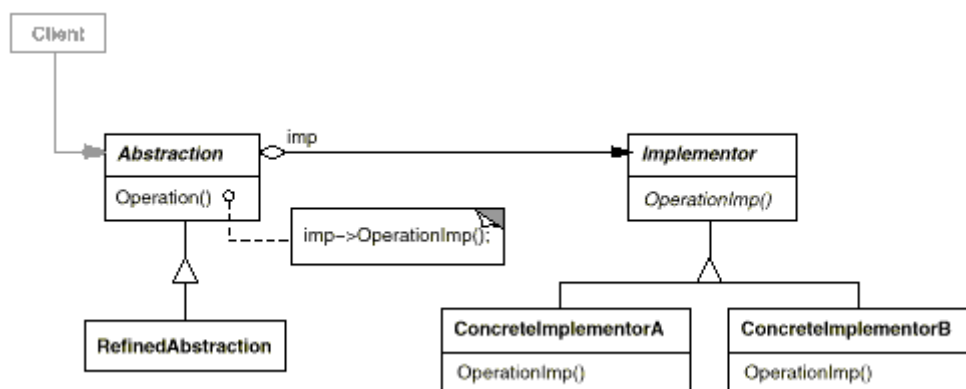 Client
imp
Abstraction
Implementor
Operation()
OperationImp()
imp->OperationImp();
RefinedAbstraction
ConcreteImplementorA
ConcreteImplementorB
OperationImp()
OperationImp()